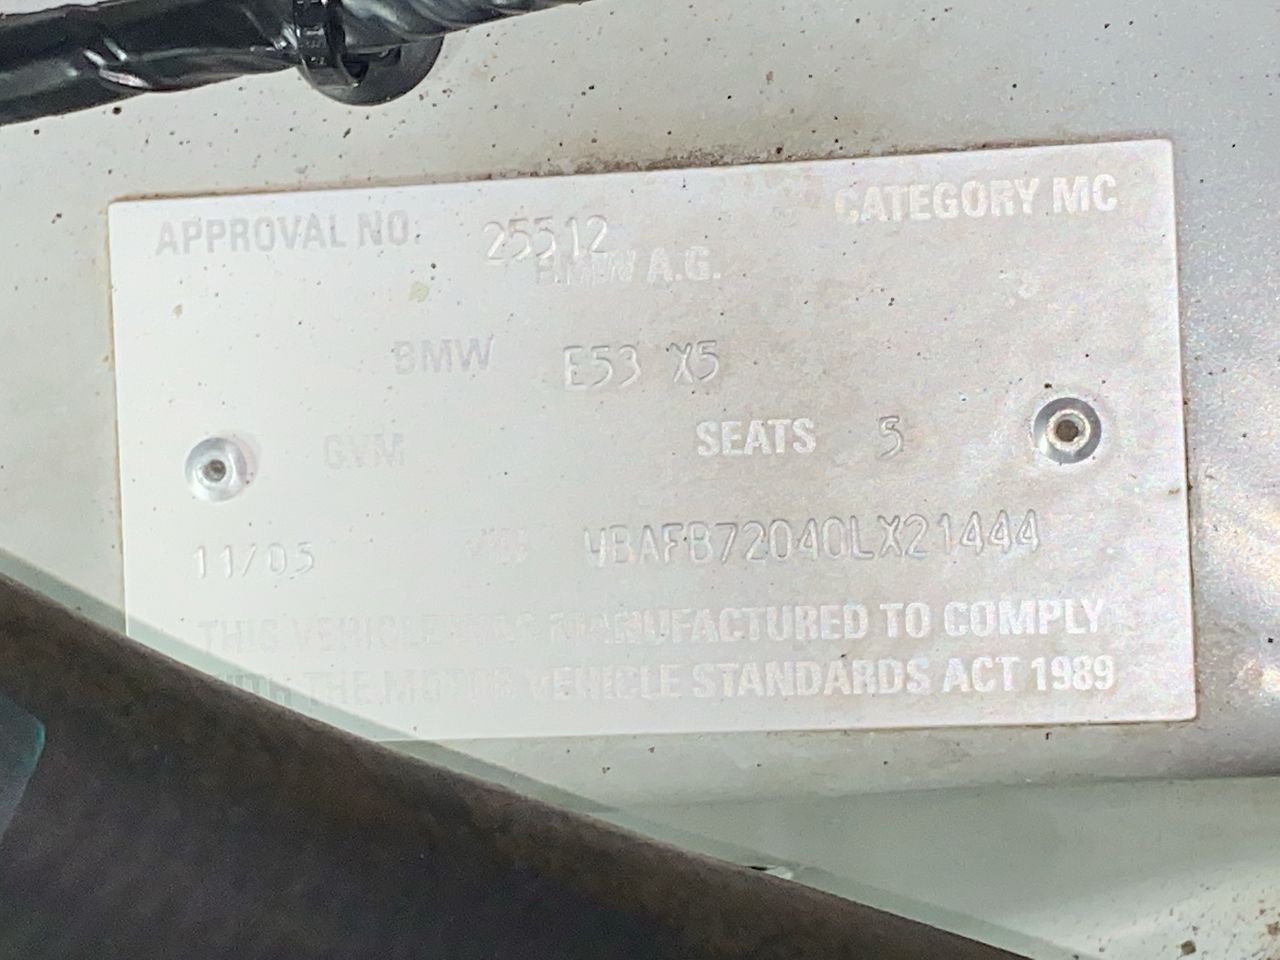 APPROVAL NO. 25512 CATEGORY MC
BMW A.G.
BMW E53 X5
GVM SEATS 5
11/05 VIN WBAFB72040LX21444
THIS VEHICLE WAS MANUFACTURED TO COMPLY
WITH THE MOTOR VEHICLE STANDARDS ACT 1989